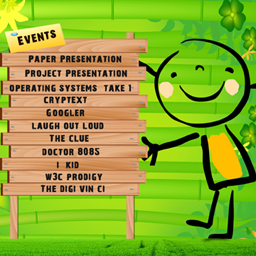 EVENTS
PAPER PRESENTATION
PROJECT PRESENTATION
OPERATING SYSTEMS TAKE 1
CRYPTEXT
GOOGLER
LAUGH OUT LOUD
THE CLUE
DOCTOR BOBS
I KID
W3C PRODIGY
THE DIGI VIN CI